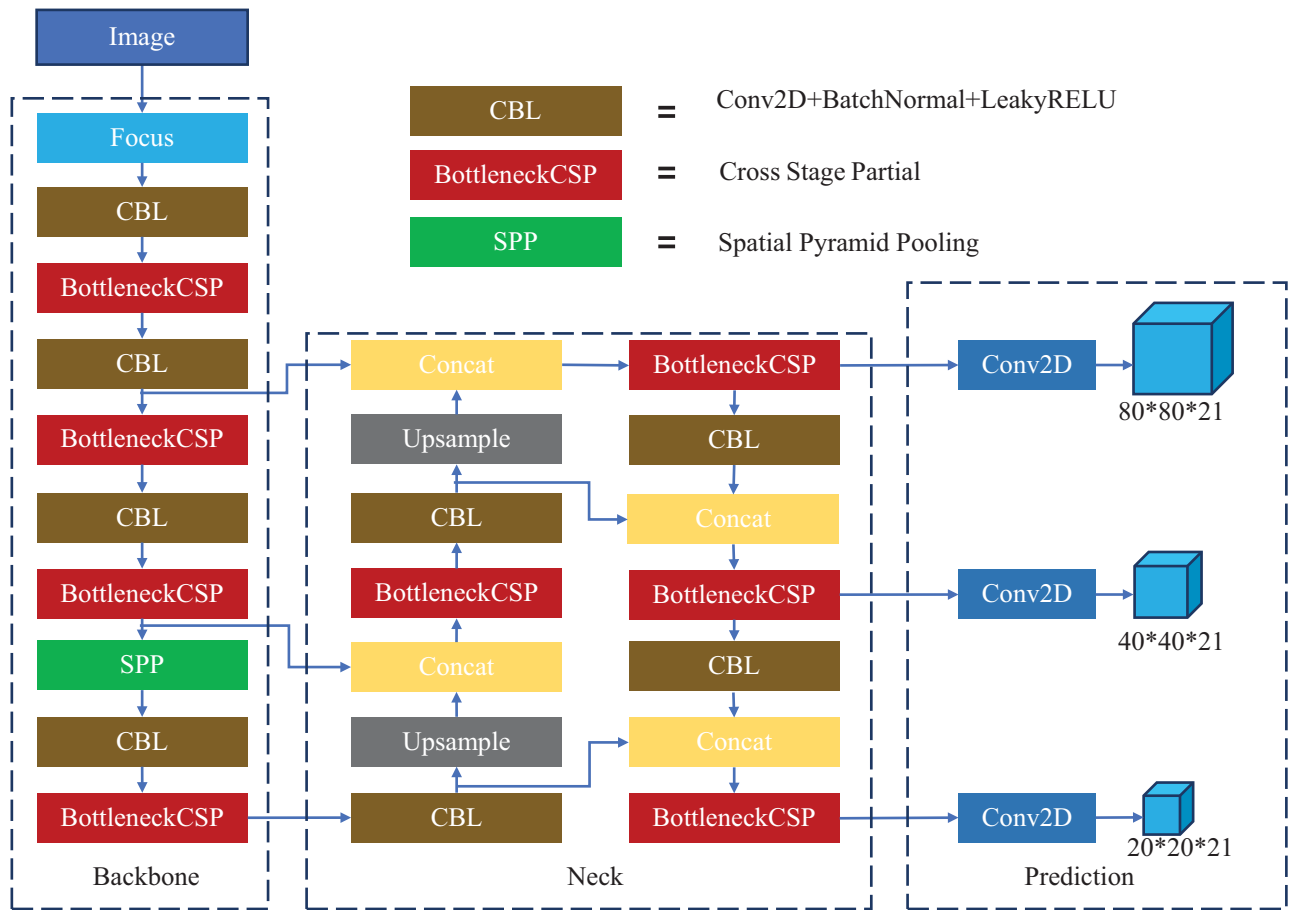 Image
Focus
CBL
BottleneckCSP
CBL
BottleneckCSP
CBL
BottleneckCSP
SPP
CBL
BottleneckCSP
Backbone
CBL
=
Conv2D+BatchNormal+LeakyRELU
BottleneckCSP
=
Cross Stage Partial
SPP
=
Spatial Pyramid Pooling
Concat
Upsample
CBL
BottleneckCSP
Concat
Upsample
CBL
BottleneckCSP
CBL
Concat
BottleneckCSP
CBL
Concat
BottleneckCSP
Neck
Conv2D
80*80*21
Conv2D
40*40*21
Conv2D
20*20*21
Prediction